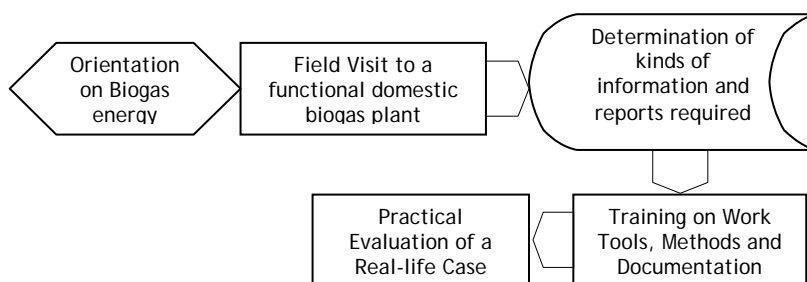 Orientation
on Biogas
energy
Field Visit to a
functional domestic
biogas plant
Determination of
kinds of
information and
reports required
Training on Work
Tools, Methods and
Documentation
Practical
Evaluation of a
Real-life Case